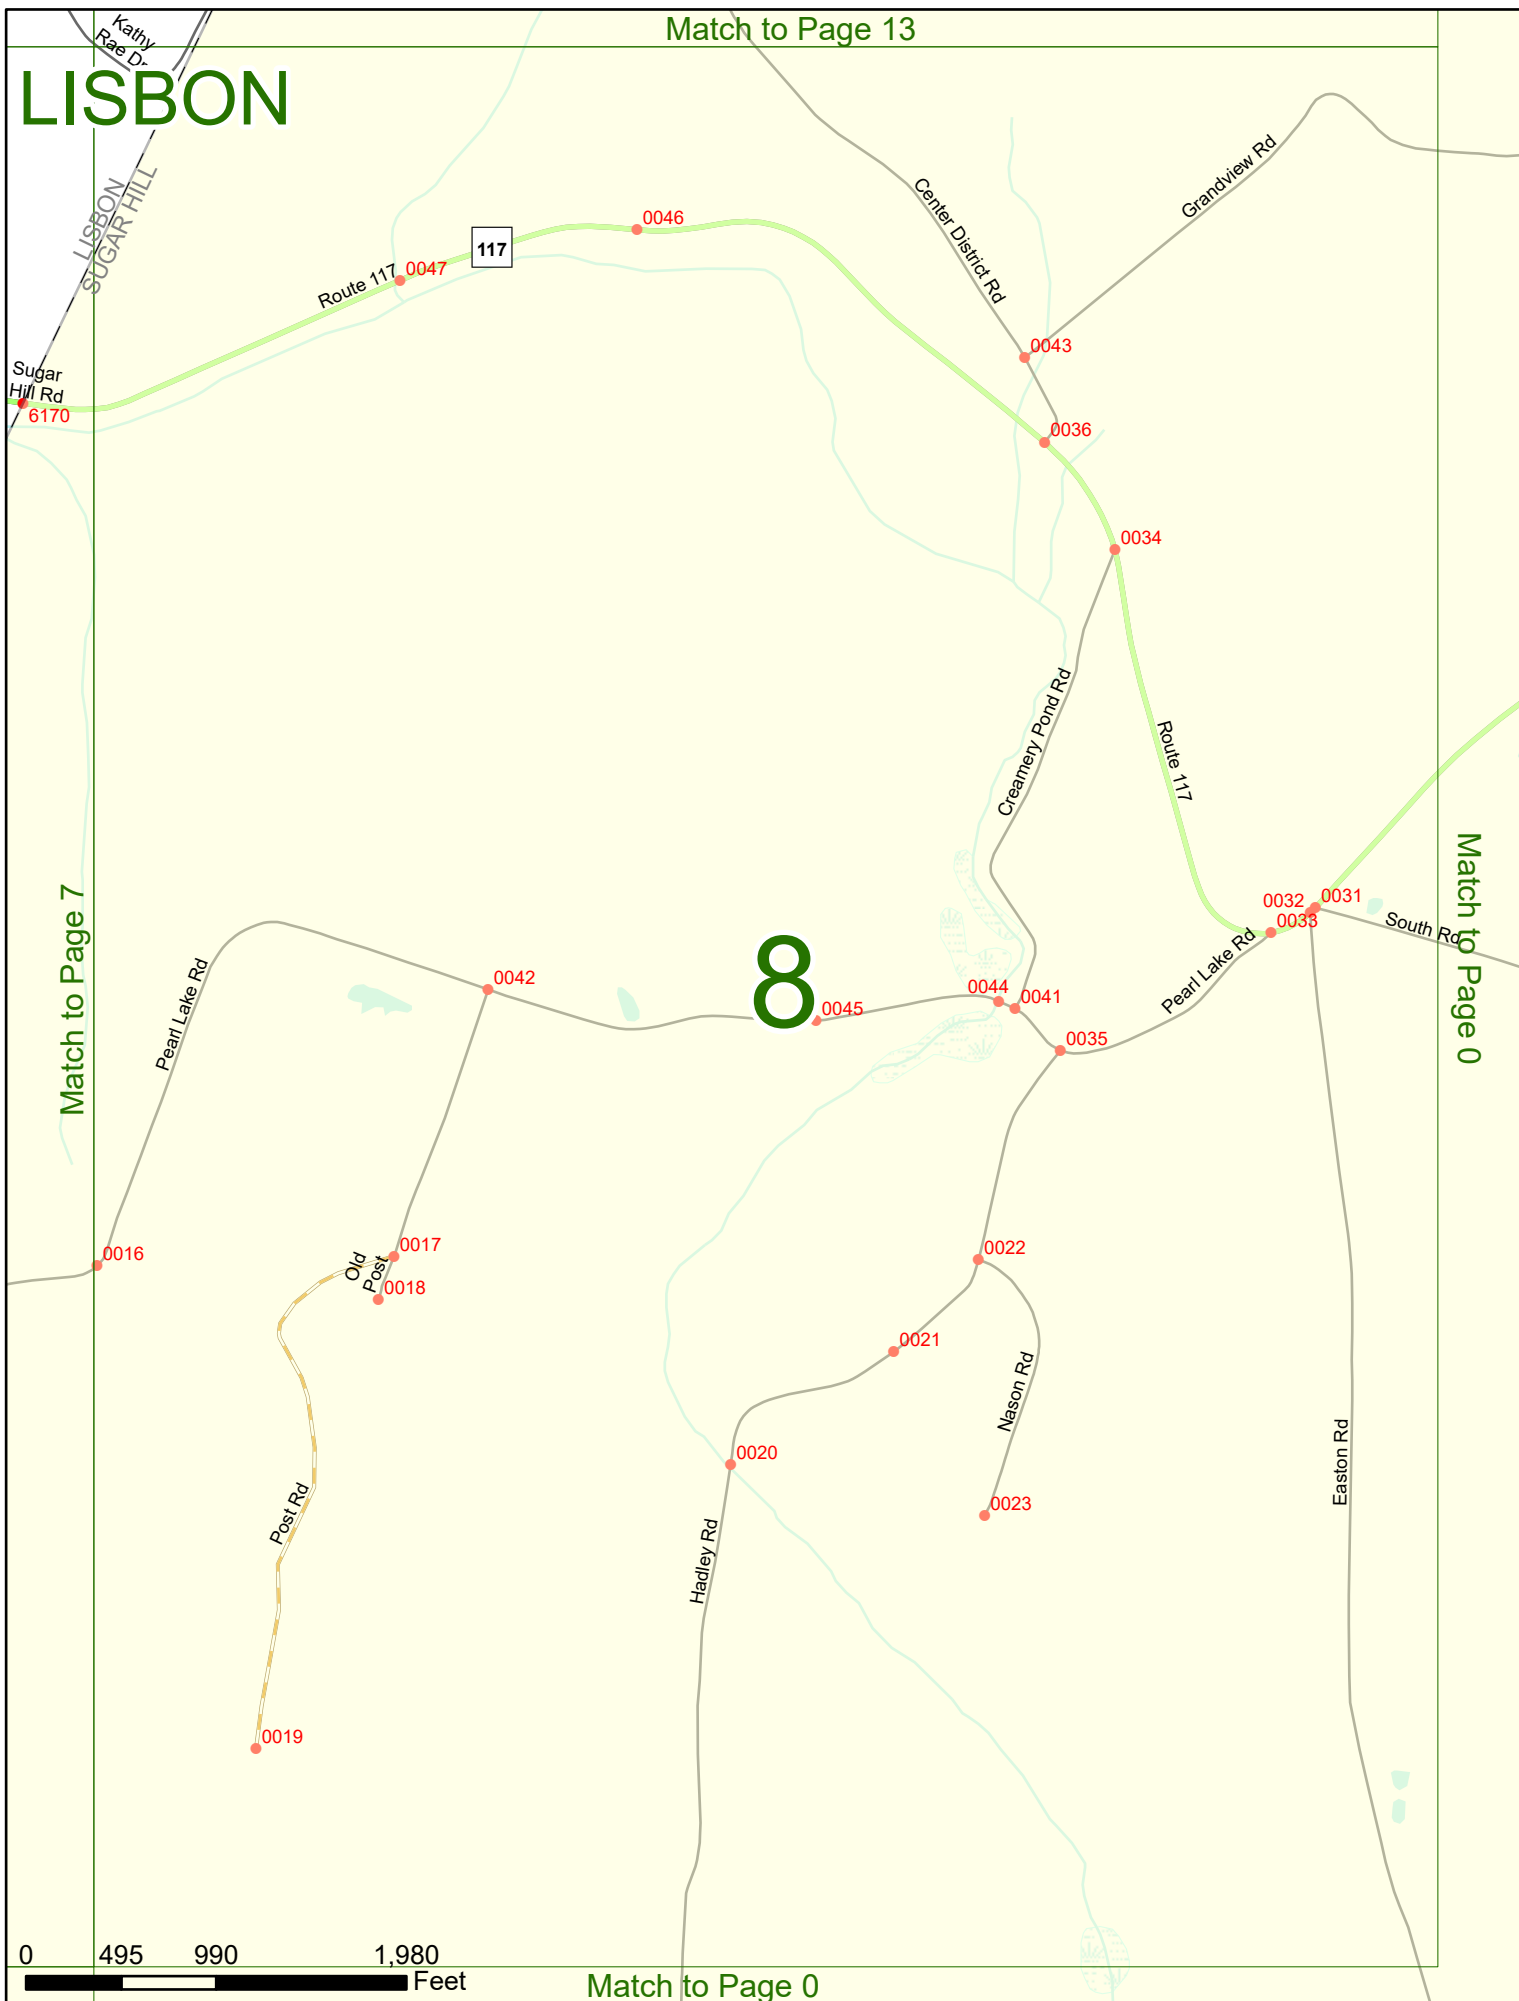 Match to Page 13
Kathy
Rae Dr
LISBON
LISBON
SUGAR HILL
Center District Rd
Grandview Rd
0046
117
0047
Route 117
0043
Sugar
Hill Rd
6170
0036
0034
Creamery Pond Rd
Route 117
Match to Page 7
Match to Page 0
0032
0031
0033
South Rd
Pearl Lake Rd
Pearl Lake Rd
0042
8
0045
0044
0041
0035
0016
0017
Old
Post
0018
0022
0021
Nason Rd
0020
0023
Easton Rd
Post Rd
Hadley Rd
0019
0 495 990 1,980
Feet
Match to Page 0